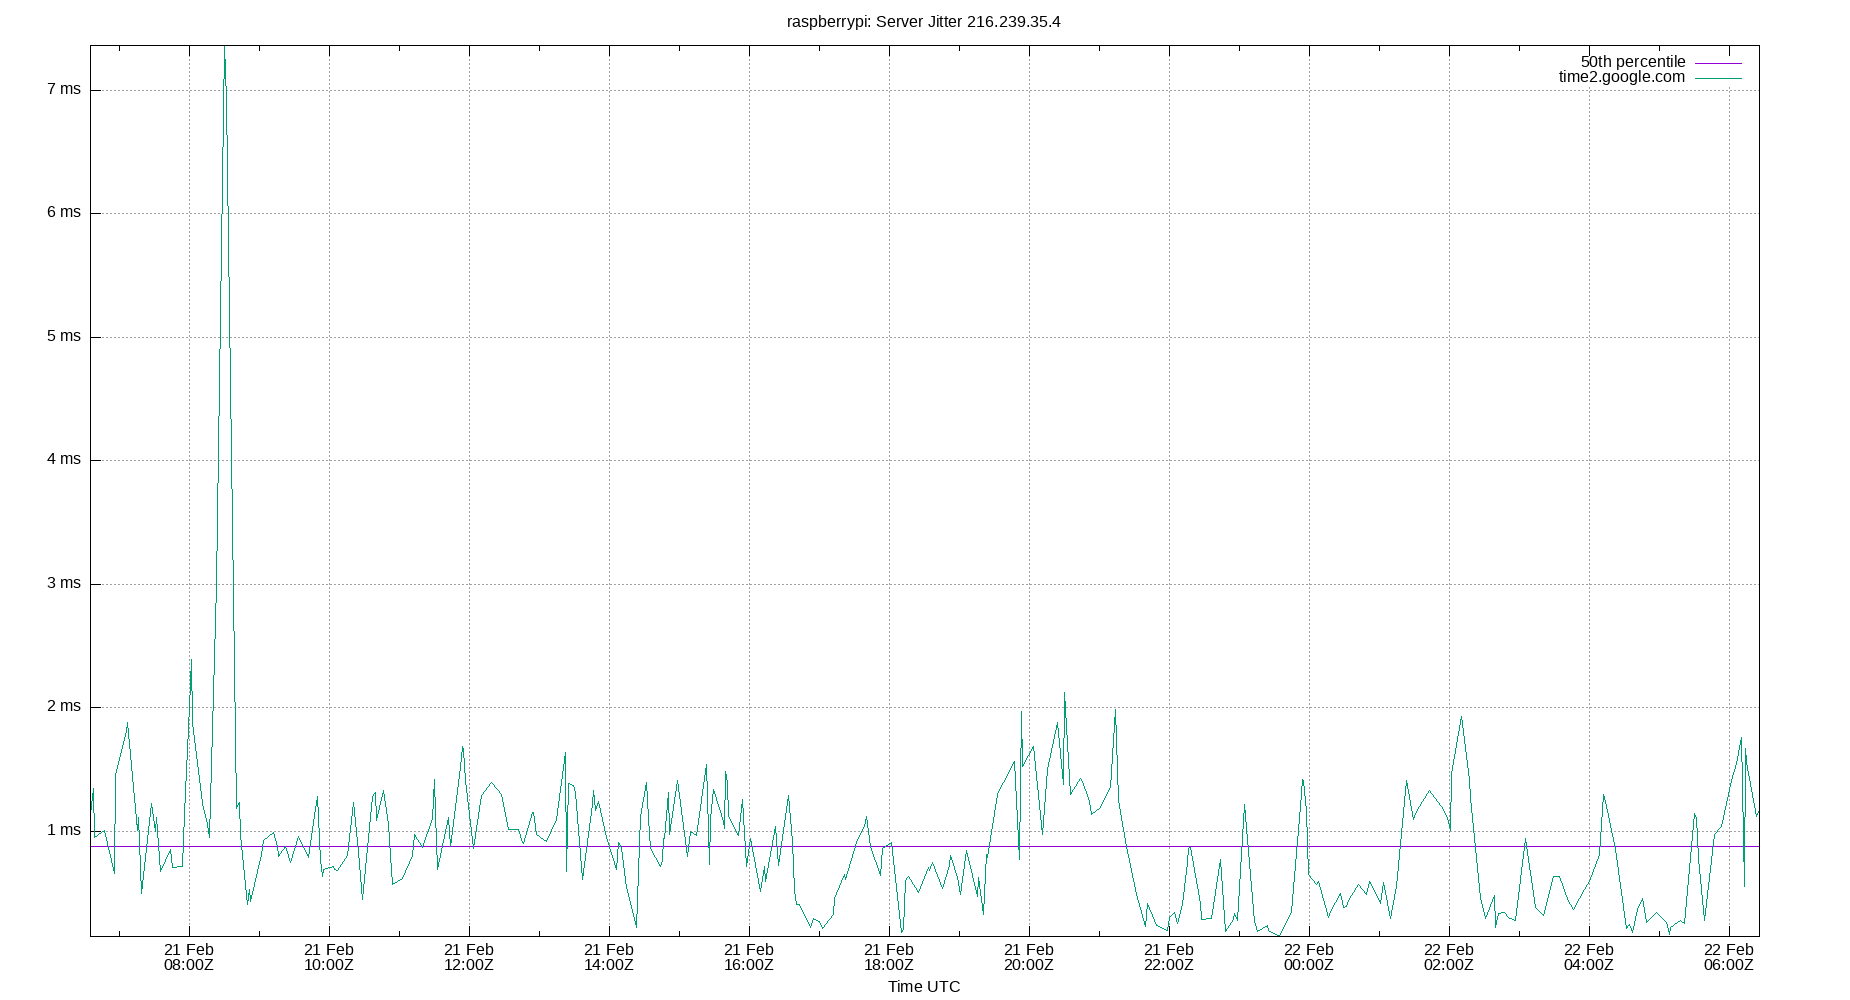 raspberrypi: Server Jitter 216.239.35.4
50th percentile
time2.google.com
7 ms
6 ms
5 ms
4 ms
3 ms
2 ms
1 ms
21 Feb 21 Feb 21 Feb 21 Feb 21 Feb 21 Feb 21 Feb 21 Feb 22 Feb 22 Feb 22 Feb 22 Feb
08:00Z 10:00Z 12:00Z 14:00Z 16:00Z 18:00Z 20:00Z 22:00Z 00:00Z 02:00Z 04:00Z 06:00Z
Time UTC